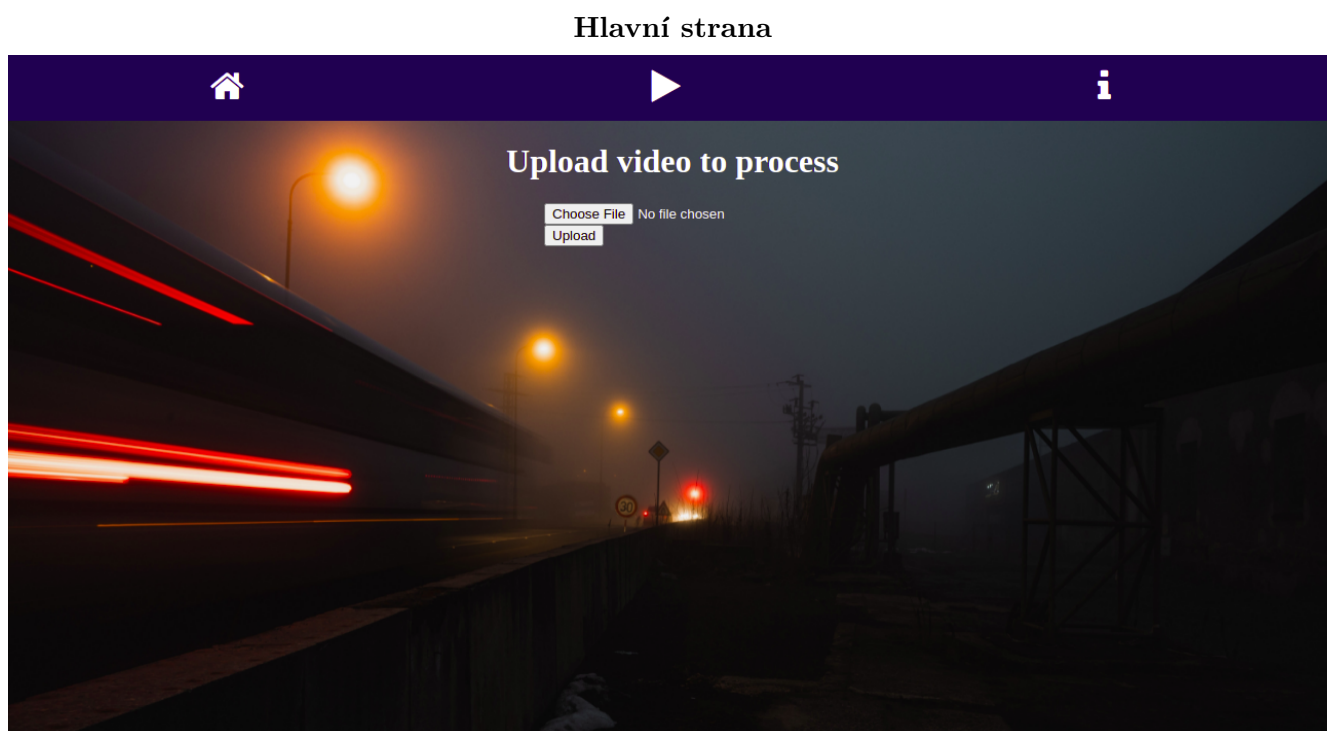 Hlavní strana
Upload video to process
Choose File No file chosen
Upload
30